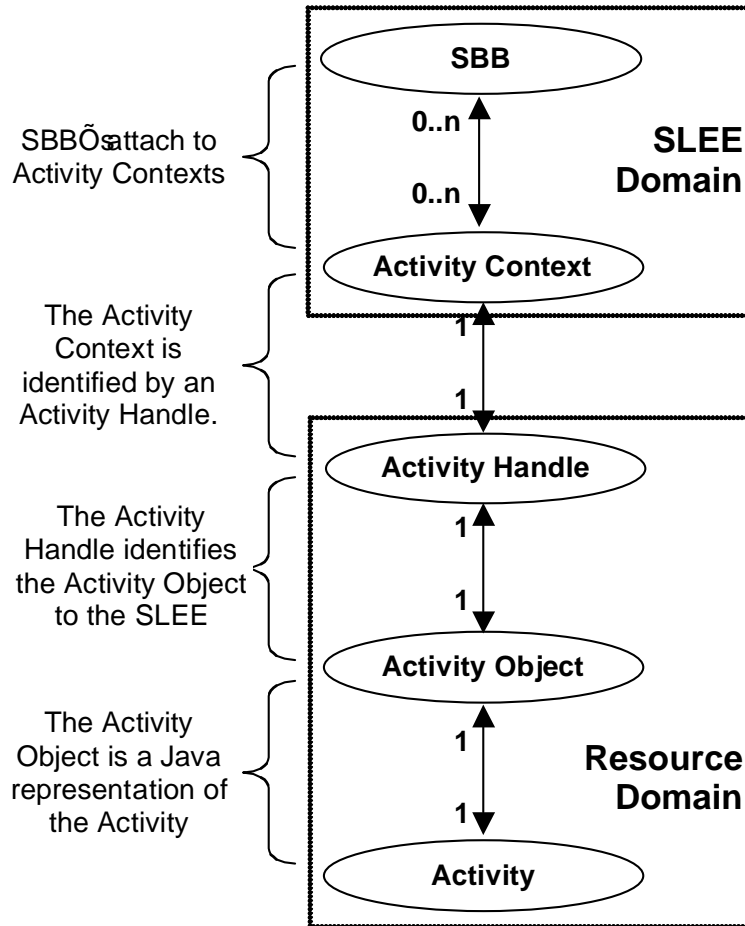 SBB
0..n
SBBÕs attach to
Activity Contexts
SLEE
Domain
0..n
Activity Context
1
The Activity
Context is
identified by an
Activity Handle.
1
Activity Handle
1
The Activity
Handle identifies
the Activity Object
to the SLEE
1
Activity Object
1
The Activity
Object is a Java
representation of
the Activity
Resource
Domain
1
Activity